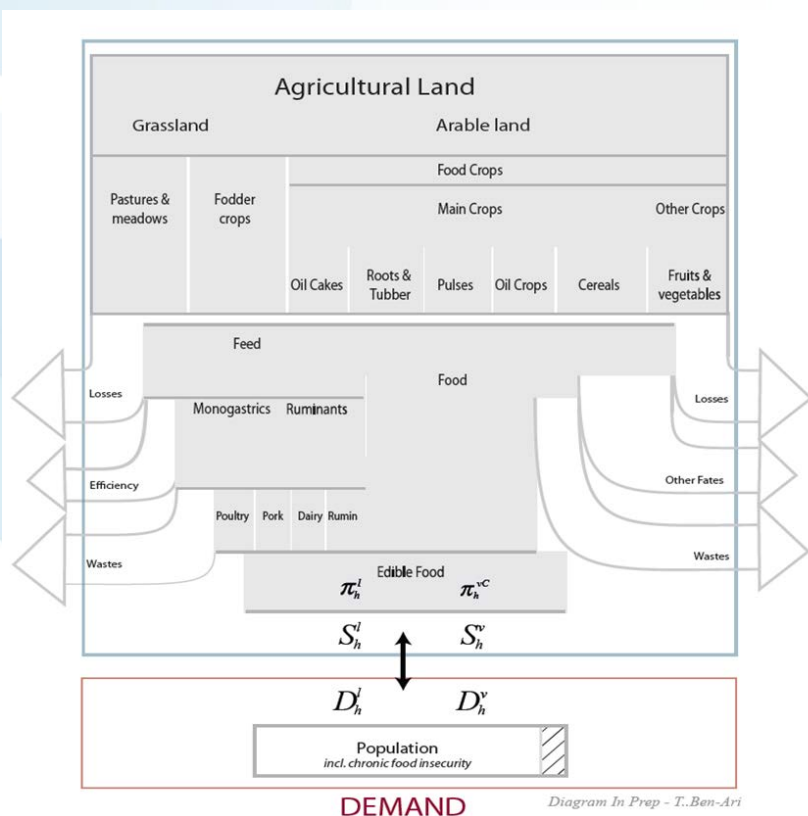 Agricultural Land
Grassland Arable land
Food Crops
Pastures & meadows
Fodder crops
Main Crops Other Crops
Oil Cakes
Roots & Tubber
Pulses
Oil Crops
Cereals
Fruits & vegetables
Feed
Food
Losses
Losses
Monogastrics Ruminants
Efficiency
Other Fates
Poultry Pork Dairy Rumin
Wastes
Wastes
Edible Food
π_h^l π_h^{vC}
S_h^l S_h^v
D_h^l D_h^v
Population
incl. chronic food insecurity
DEMAND
Diagram In Prep - T..Ben-Ari